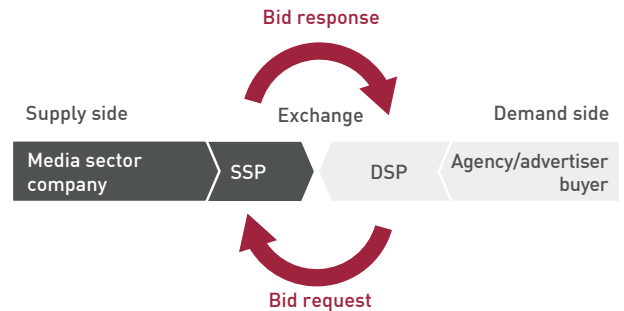 Bid response
Supply side
Exchange
Demand side
Media sector
company
SSP
DSP
Agency/advertiser
buyer
Bid request